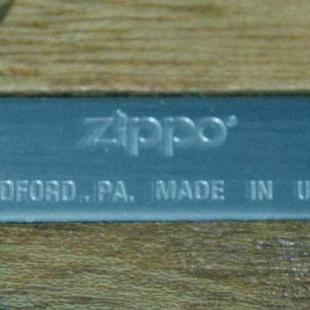 zippo®
DFORD, PA. MADE IN U